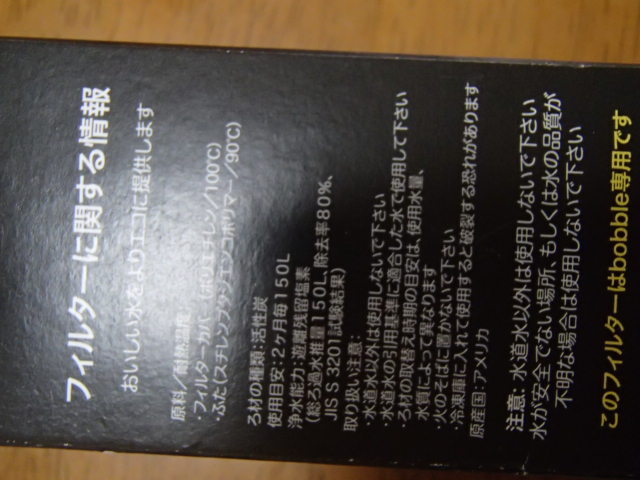 フィルターに関する情報
おいしい水をよりエコに提供します
原料/耐熱温度:
・フィルターカバー (ポリエチレン/100℃)
・ふた(スチレンブタジエンコポリマー/90℃)
ろ材の種類:活性炭
使用目安:2ヶ月毎150L
浄水能力:遊離残留塩素
(総ろ過水推量150L、除去率80%、
JIS S 3201試験結果)
取り扱い注意:
・水道水以外は使用しないで下さい
・水道水の引用基準に適合した水で使用して下さい
・ろ材の取替え時期の目安は、使用水量、
水質によって異なります
・火のそばに置かないで下さい
・冷凍庫に入れて使用すると破裂する恐れがあります
原産国:アメリカ
注意: 水道水以外は使用しないで下さい
水が安全でない場所、もしくは水の品質が
不明な場合は使用しないで下さい
このフィルターはbobble専用です